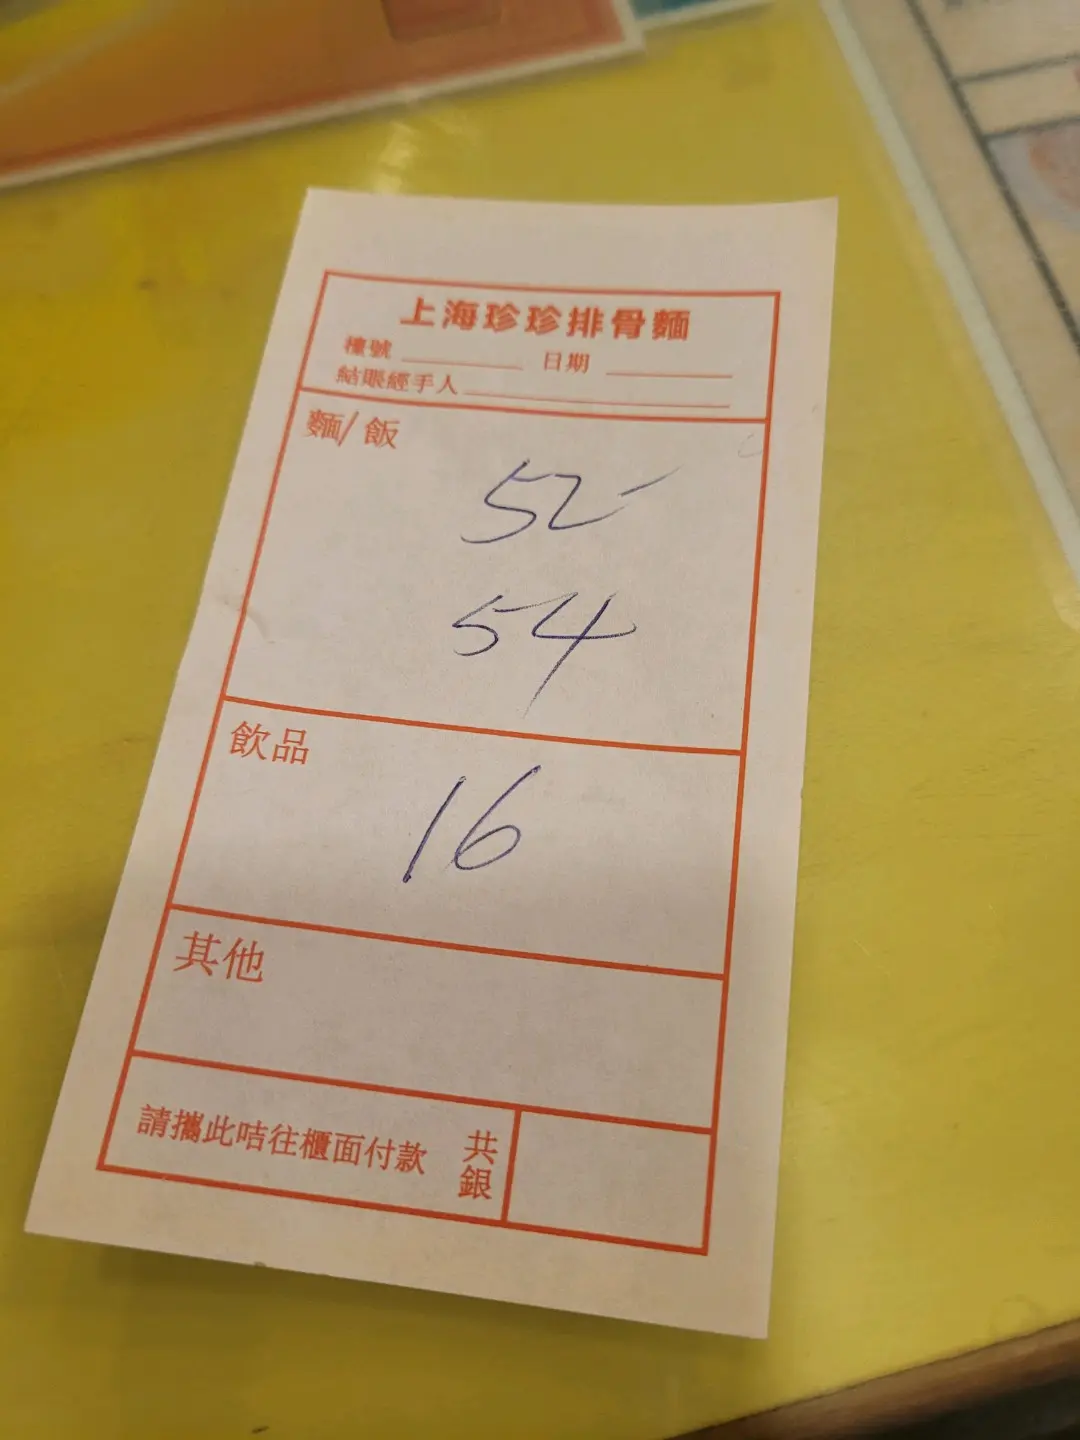 上海珍珍排骨麵
檯號 日期
結賬經手人
麵/飯
52-
54
飲品
16
其他
請攜此咭往櫃面付款 共銀